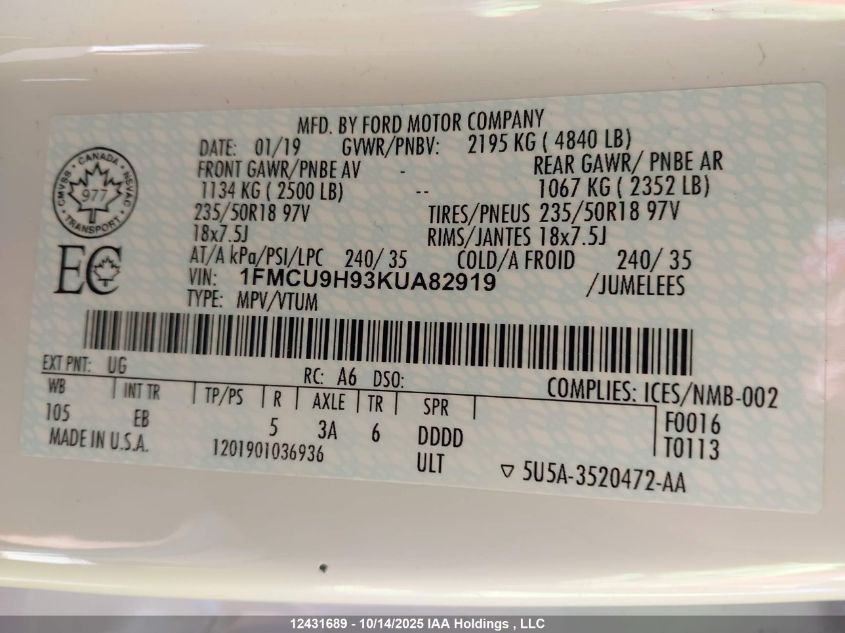 MFD. BY FORD MOTOR COMPANY
DATE: 01/19 GVWR/PNBV: 2195 KG ( 4840 LB)
FRONT GAWR/PNBE AV - REAR GAWR/ PNBE AR
1134 KG ( 2500 LB) -- 1067 KG ( 2352 LB)
235/50R18 97V TIRES/PNEUS 235/50R18 97V
18x7.5J RIMS/JANTES 18x7.5J
AT/A kPa/PSI/LPC 240/ 35 COLD/A FROID 240/ 35
VIN: 1FMCU9H93KUA82919 /JUMELEES
TYPE: MPV/VTUM
CANADA
CMVSS NSVAC
977
TRANSPORT
EC
EXT PNT: UG RC: A6 DSO: COMPLIES: ICES/NMB-002
WB INT TR TP/PS R AXLE TR SPR F0016
105 EB 5 3A 6 DDDD T0113
MADE IN U.S.A. 1201901036936 ULT ▽ 5U5A-3520472-AA
12431689 - 10/14/2025 IAA Holdings , LLC